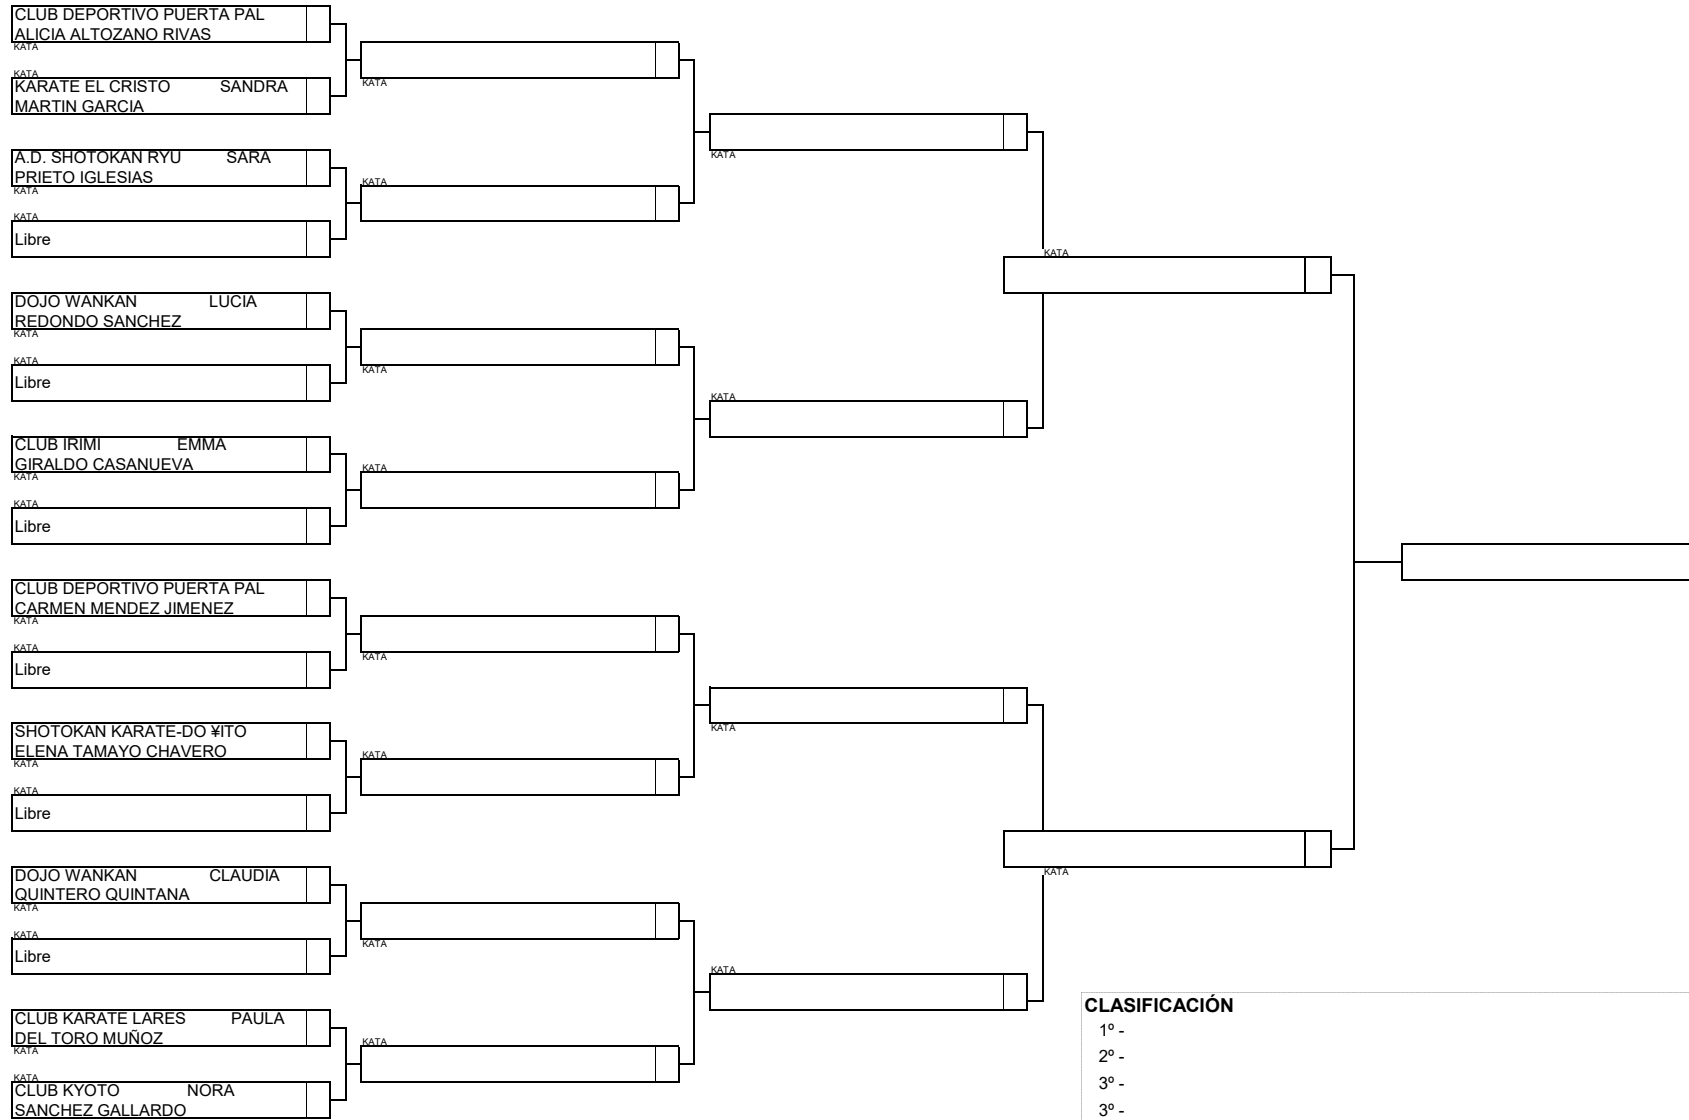 CLUB DEPORTIVO PUERTA PAL
ALICIA ALTOZANO RIVAS
KATA
KATA
KARATE EL CRISTO SANDRA
MARTIN GARCIA
A.D. SHOTOKAN RYU SARA
PRIETO IGLESIAS
KATA
KATA
Libre
DOJO WANKAN LUCIA
REDONDO SANCHEZ
KATA
KATA
Libre
CLUB IRIMI EMMA
GIRALDO CASANUEVA
KATA
KATA
Libre
CLUB DEPORTIVO PUERTA PAL
CARMEN MENDEZ JIMENEZ
KATA
KATA
Libre
SHOTOKAN KARATE-DO ¥ITO
ELENA TAMAYO CHAVERO
KATA
KATA
Libre
DOJO WANKAN CLAUDIA
QUINTERO QUINTANA
KATA
KATA
Libre
CLUB KARATE LARES PAULA
DEL TORO MUÑOZ
KATA
KATA
CLUB KYOTO NORA
SANCHEZ GALLARDO
KATA
KATA
KATA
KATA
KATA
KATA
KATA
KATA
KATA
KATA
KATA
KATA
KATA
KATA
CLASIFICACIÓN
1º -
2º -
3º -
3º -